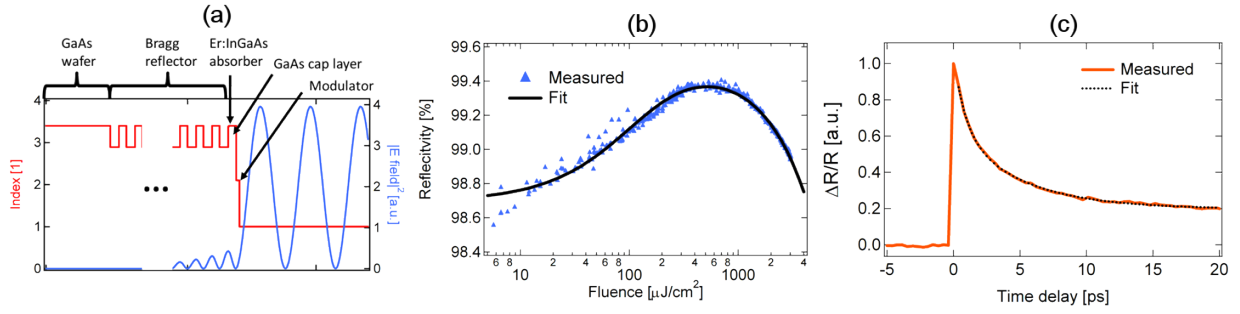 (a)
GaAs
wafer
Bragg
reflector
Er:InGaAs
absorber
GaAs cap layer
Modulator
4
3
2
1
0
Index [1]
4
3
2
1
0
|E field|² [a.u.]
(b)
99.6
99.4
99.2
99.0
98.8
98.6
98.4
Reflecitvity [%]
Measured
Fit
6 8
10
2 4 6 8
100
2 4 6 8
1000
2 4
Fluence [μJ/cm²]
(c)
1.0
0.8
0.6
0.4
0.2
0.0
ΔR/R [a.u.]
Measured
Fit
-5 0 5 10 15 20
Time delay [ps]